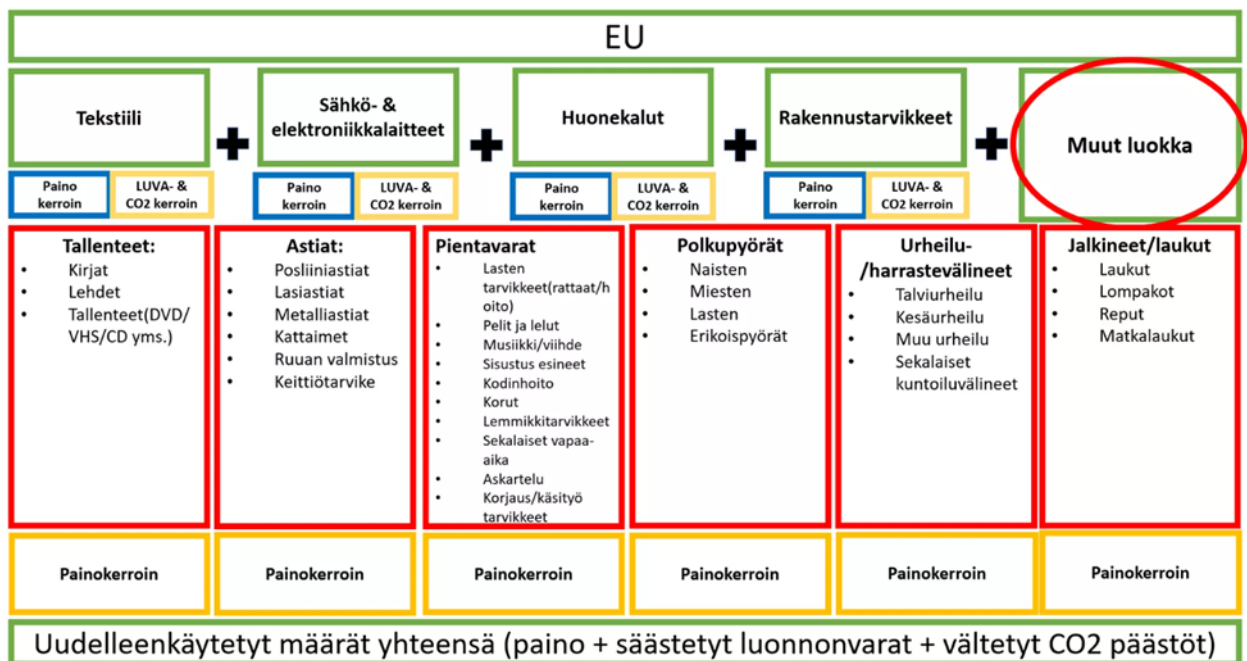 EU
Tekstiili
Sähkö- &
elektroniikkalaitteet
Huonekalut
Rakennustarvikkeet
Muut luokka
Paino
kerroin
LUVA- &
CO2 kerroin
Paino
kerroin
LUVA- &
CO2 kerroin
Paino
kerroin
LUVA- &
CO2 kerroin
Paino
kerroin
LUVA- &
CO2 kerroin
Tallenteet:
• Kirjat
• Lehdet
• Tallenteet(DVD/
VHS/CD yms.)
Astiat:
• Posliiniastiat
• Lasiastiat
• Metalliastiat
• Kattaimet
• Ruuan valmistus
• Keittiötarvike
Pientavarat
• Lasten
tarvikkeet(rattaat/h
oito)
• Pelit ja lelut
• Musiikki/viihde
• Sisustus esineet
• Kodinhoito
• Korut
• Lemmikkitarvikkeet
• Sekalaiset vapaa-
aika
• Askartelu
• Korjaus/käsityö
tarvikkeet
Polkupyörät
• Naisten
• Miesten
• Lasten
• Erikoispyörät
Urheilu-
/harrastevälineet
• Talviurheilu
• Kesäurheilu
• Muu urheilu
• Sekalaiset
kuntoiluvälineet
Jalkineet/laukut
• Laukut
• Lompakot
• Reput
• Matkalaukut
Painokerroin
Painokerroin
Painokerroin
Painokerroin
Painokerroin
Painokerroin
Uudelleenkäytetyt määrät yhteensä (paino + säästetyt luonnonvarat + vältetyt CO2 päästöt)